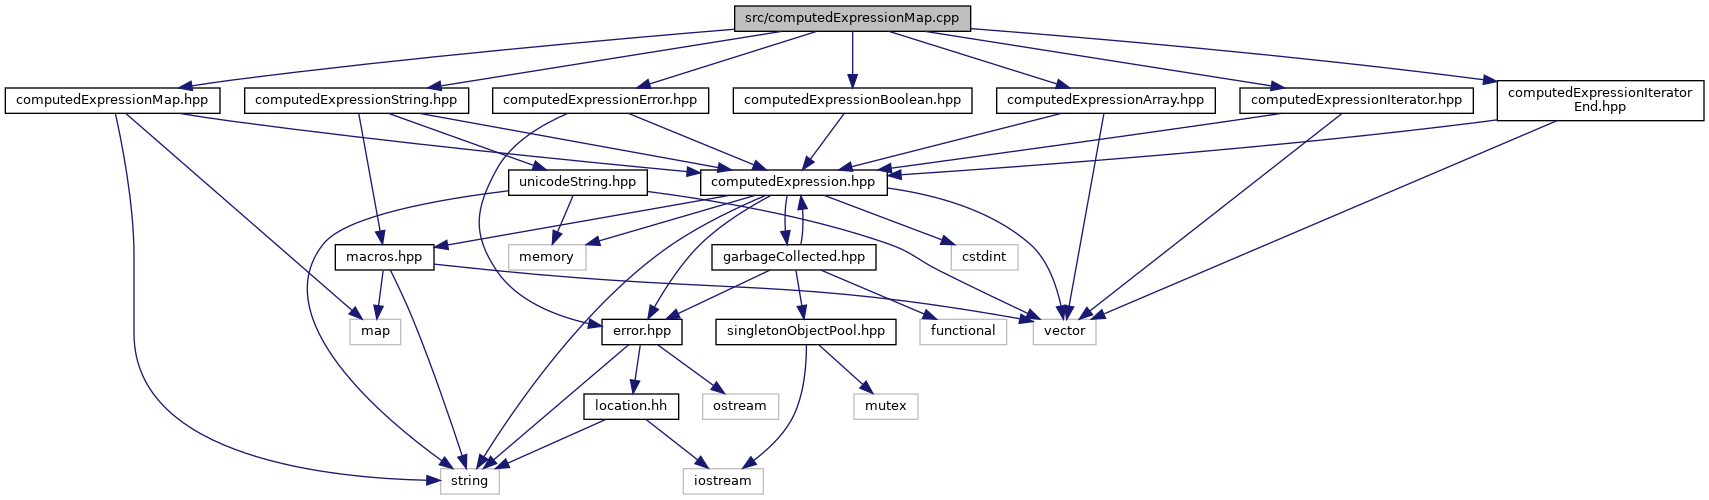 src/computedExpressionMap.cpp
computedExpressionMap.hpp
computedExpressionString.hpp
computedExpressionError.hpp
computedExpressionBoolean.hpp
computedExpressionArray.hpp
computedExpressionIterator.hpp
computedExpressionIterator
End.hpp
unicodeString.hpp
computedExpression.hpp
macros.hpp
memory
garbageCollected.hpp
cstdint
map
error.hpp
singletonObjectPool.hpp
functional
vector
location.hh
ostream
mutex
string
iostream